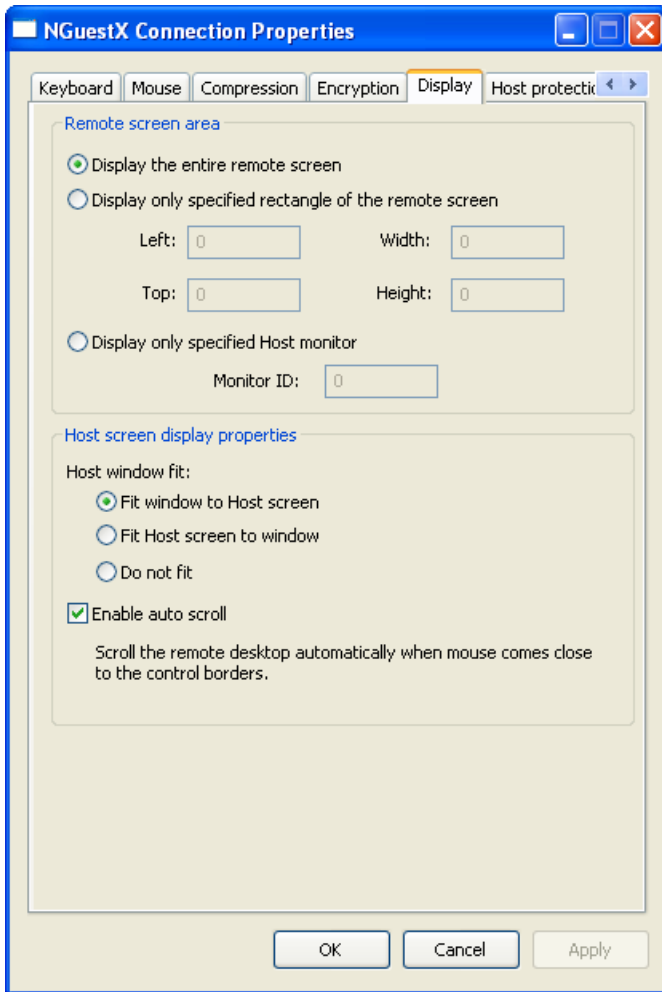 NGuestX Connection Properties
Keyboard Mouse Compression Encryption Display Host protectic
Remote screen area
Display the entire remote screen
Display only specified rectangle of the remote screen
Left: 0 Width: 0
Top: 0 Height: 0
Display only specified Host monitor
Monitor ID: 0
Host screen display properties
Host window fit:
Fit window to Host screen
Fit Host screen to window
Do not fit
Enable auto scroll
Scroll the remote desktop automatically when mouse comes close
to the control borders.
OK Cancel Apply